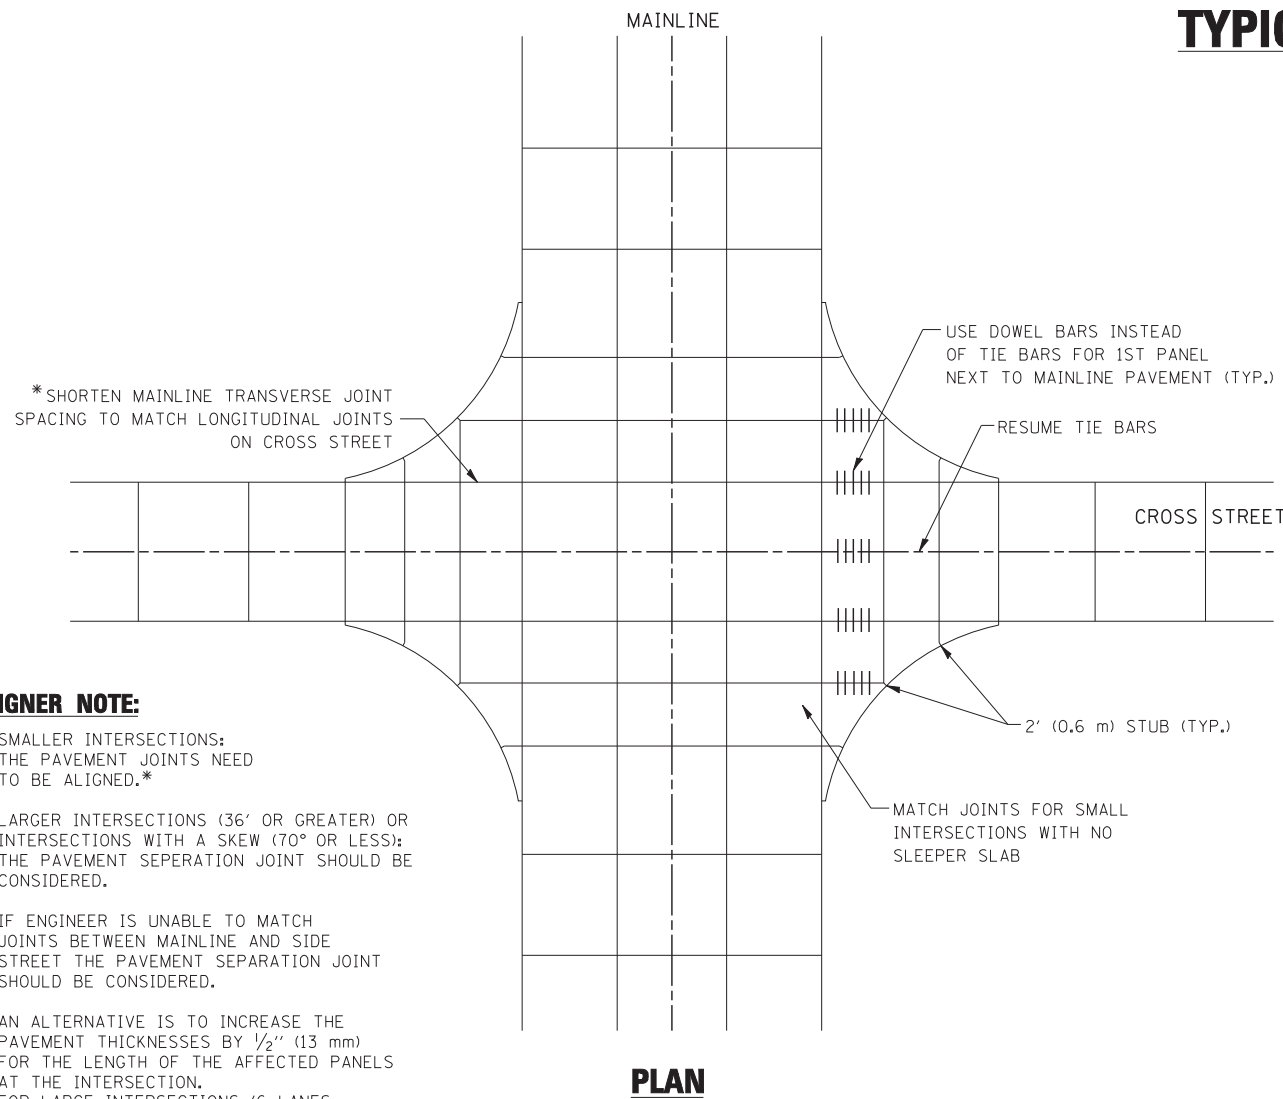 MAINLINE
TYPIC
USE DOWEL BARS INSTEAD
OF TIE BARS FOR 1ST PANEL
NEXT TO MAINLINE PAVEMENT (TYP.)
*SHORTEN MAINLINE TRANSVERSE JOINT
SPACING TO MATCH LONGITUDINAL JOINTS
ON CROSS STREET
RESUME TIE BARS
CROSS STREET
IGNER NOTE:
SMALLER INTERSECTIONS:
THE PAVEMENT JOINTS NEED
TO BE ALIGNED.*
2' (0.6 m) STUB (TYP.)
MATCH JOINTS FOR SMALL
INTERSECTIONS WITH NO
SLEEPER SLAB
LARGER INTERSECTIONS (36' OR GREATER) OR
INTERSECTIONS WITH A SKEW (70° OR LESS):
THE PAVEMENT SEPERATION JOINT SHOULD BE
CONSIDERED.
IF ENGINEER IS UNABLE TO MATCH
JOINTS BETWEEN MAINLINE AND SIDE
STREET THE PAVEMENT SEPARATION JOINT
SHOULD BE CONSIDERED.
AN ALTERNATIVE IS TO INCREASE THE
PAVEMENT THICKNESSES BY 1/2'' (13 mm)
FOR THE LENGTH OF THE AFFECTED PANELS
AT THE INTERSECTION.
FOR LARGE INTERSECTIONS (6 LANES
PLAN